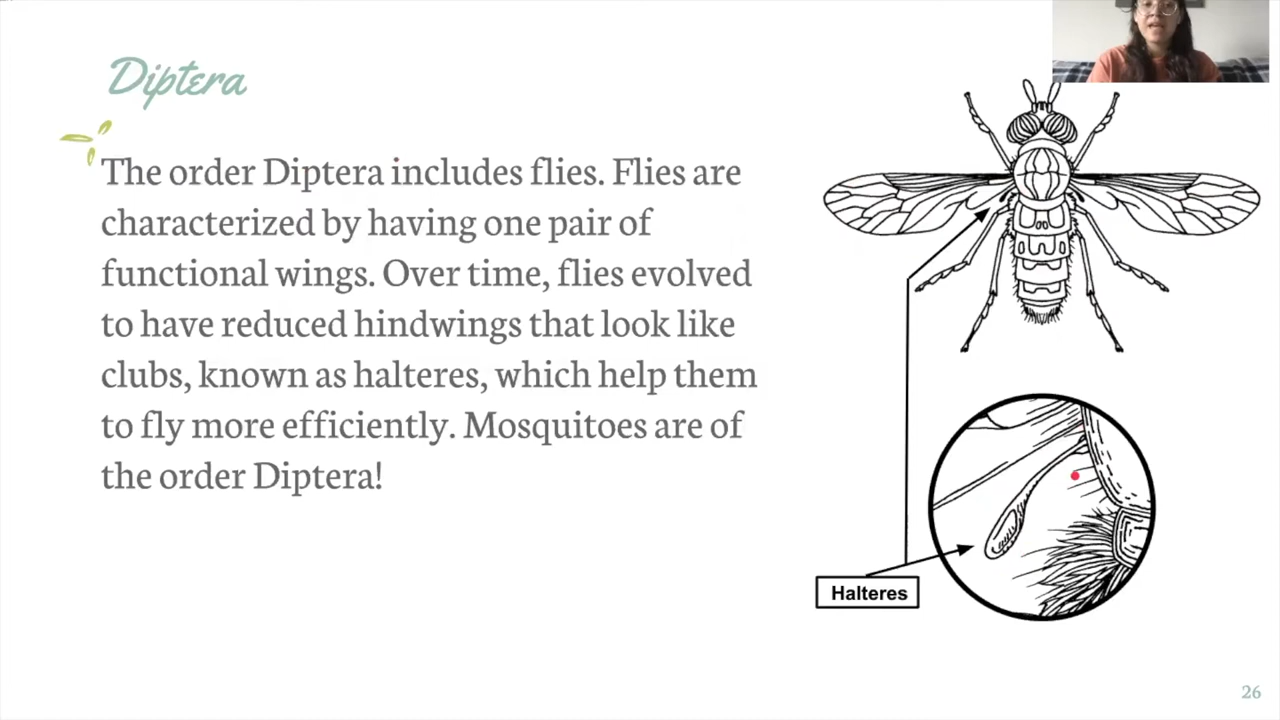 Diptera
The order Diptera includes flies. Flies are
characterized by having one pair of
functional wings. Over time, flies evolved
to have reduced hindwings that look like
clubs, known as halteres, which help them
to fly more efficiently. Mosquitoes are of
the order Diptera!
Halteres
26